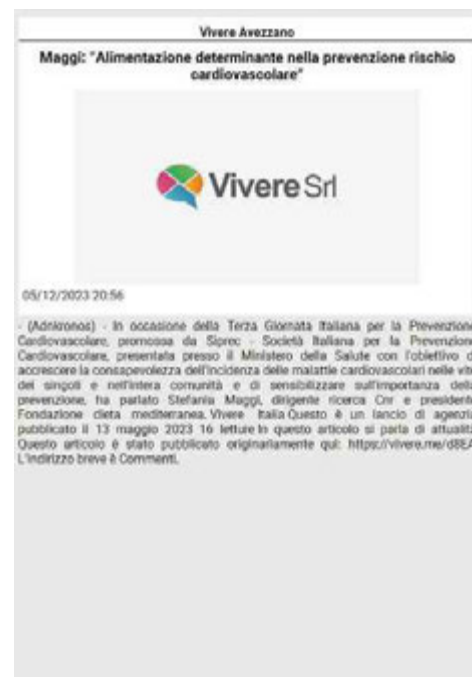 Vivere Avezzano
Maggi: "Alimentazione determinante nella prevenzione rischio
cardiovascolare"
Vivere Srl
05/12/2023 20:56
- (Adnkronos) - In occasione della Terza Giornata Italiana per la Prevenzione
Cardiovascolare, promossa da Siprec - Società Italiana per la Prevenzione
Cardiovascolare, presentata presso il Ministero della Salute con l'obiettivo d
accrescere la consapevolezza dell'incidenza delle malattie cardiovascolari nelle vite
dei singoli e nell'intera comunità e di sensibilizzare sull'importanza della
prevenzione, ha parlato Stefania Maggi, dirigente ricerca Cnr e presidente
Fondazione dieta mediterranea. Vivere Italia Questo è un lancio di agenzia
pubblicato il 13 maggio 2023 16 letture In questo articolo si parla di attualità
Questo articolo è stato pubblicato originariamente qui: https://vivere.me/d8EA
L'indirizzo breve è Commenti.